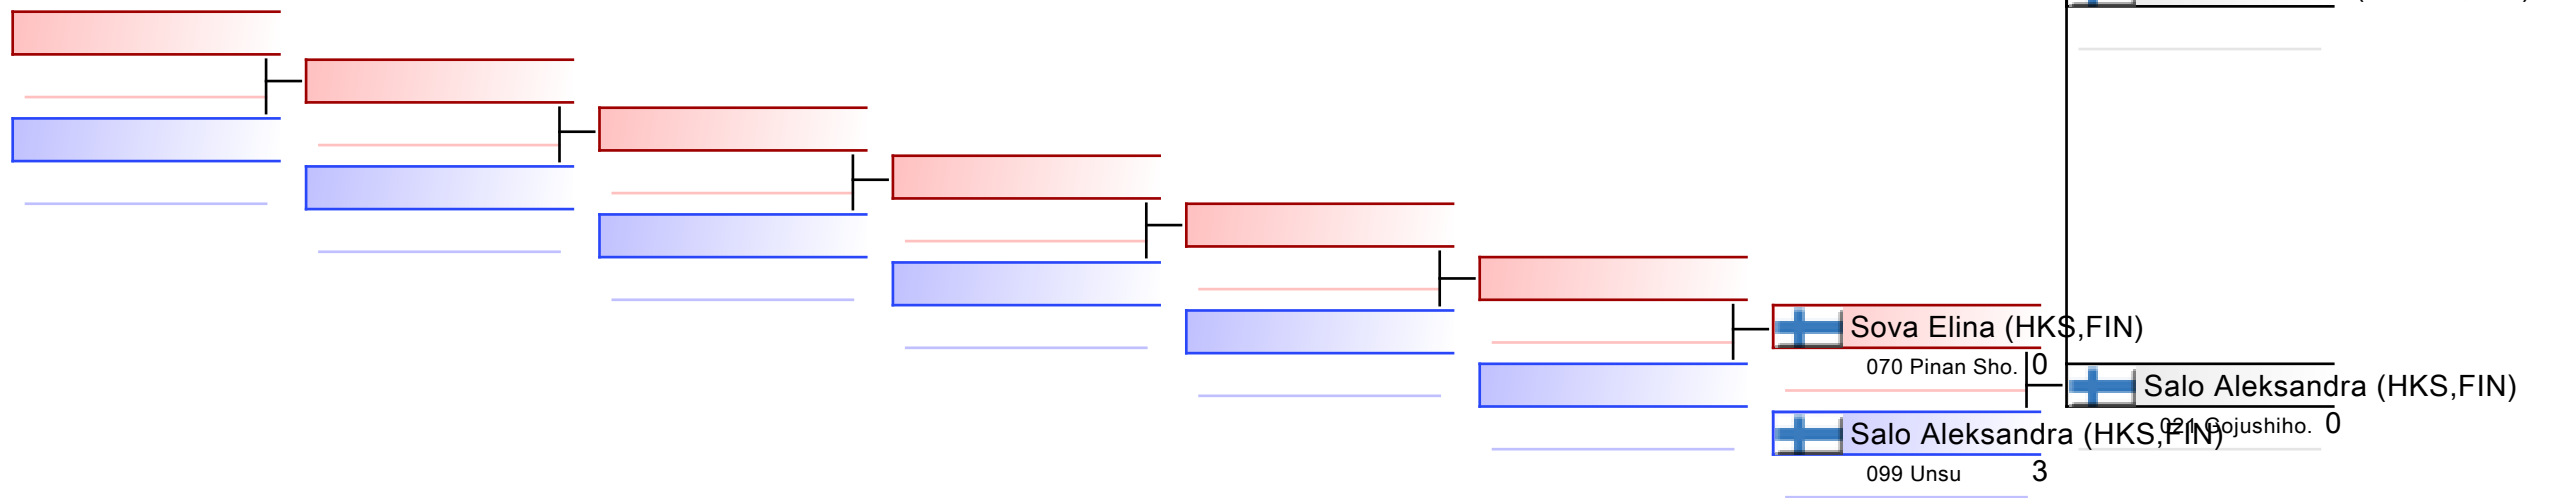 Sova Elina (HKS,FIN)
070 Pinan Sho. 0
Salo Aleksandra (HKS,FIN)
021 Gojushiho. 0
Salo Aleksandra (HKS,FIN)
099 Unsu 3